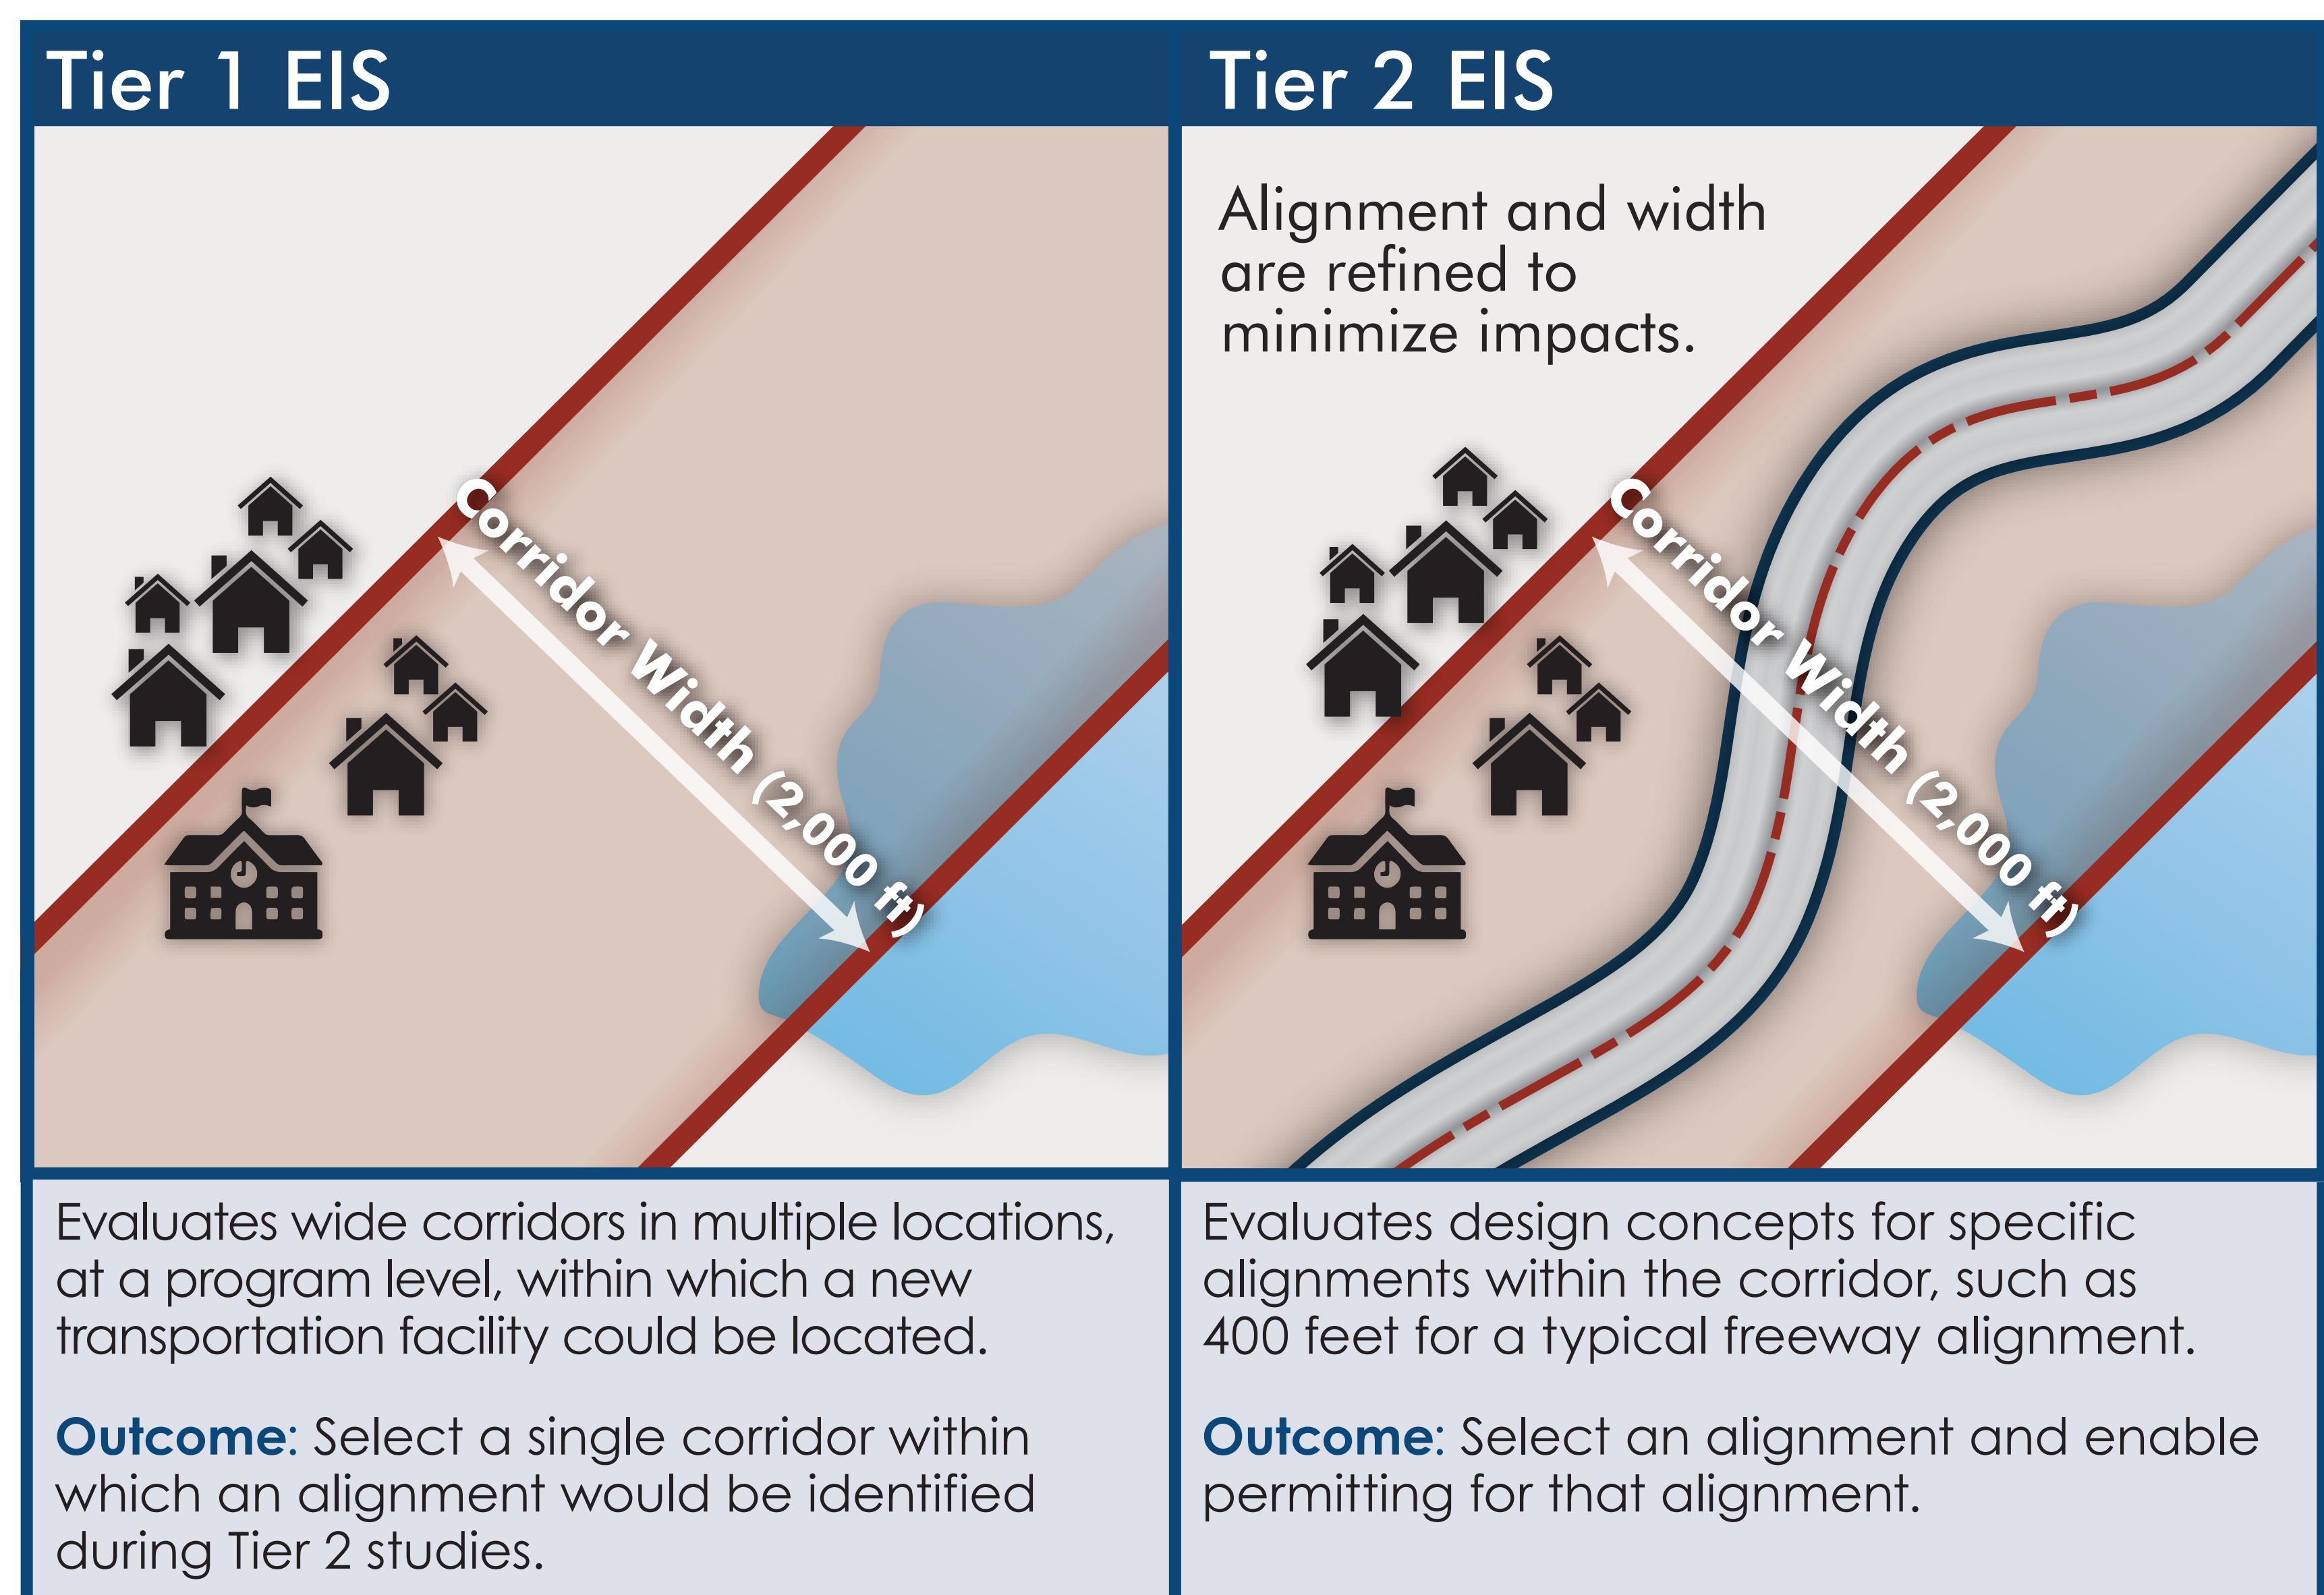 Tier 1 EIS
Corridor Width (2,000 ft)
Evaluates wide corridors in multiple locations,
at a program level, within which a new
transportation facility could be located.
Outcome: Select a single corridor within
which an alignment would be identified
during Tier 2 studies.
Tier 2 EIS
Alignment and width
are refined to
minimize impacts.
Corridor Width (2,000 ft)
Evaluates design concepts for specific
alignments within the corridor, such as
400 feet for a typical freeway alignment.
Outcome: Select an alignment and enable
permitting for that alignment.